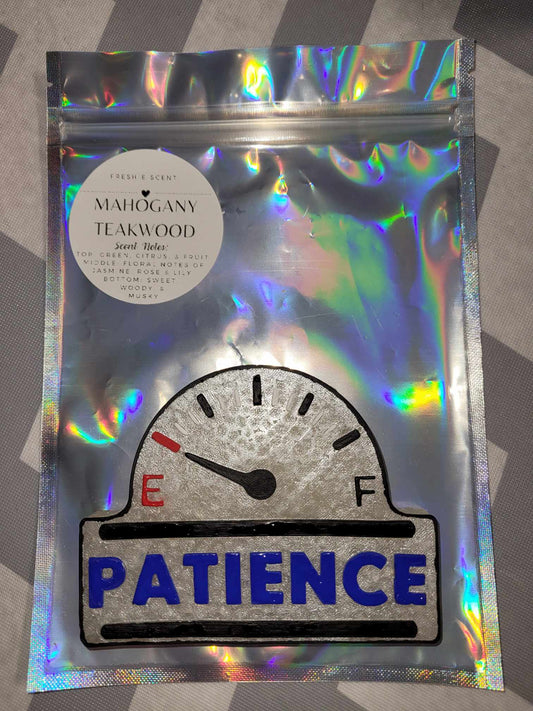 FRESHIE SCENT
MAHOGANY
TEAKWOOD
Scent Notes:
TOP: GREEN, CITRUS, & FRUIT
MIDDLE: FLORAL NOTES OF
JASMINE, ROSE & LILY
BOTTOM: SWEET,
WOODY, &
MUSKY
E F
PATIENCE